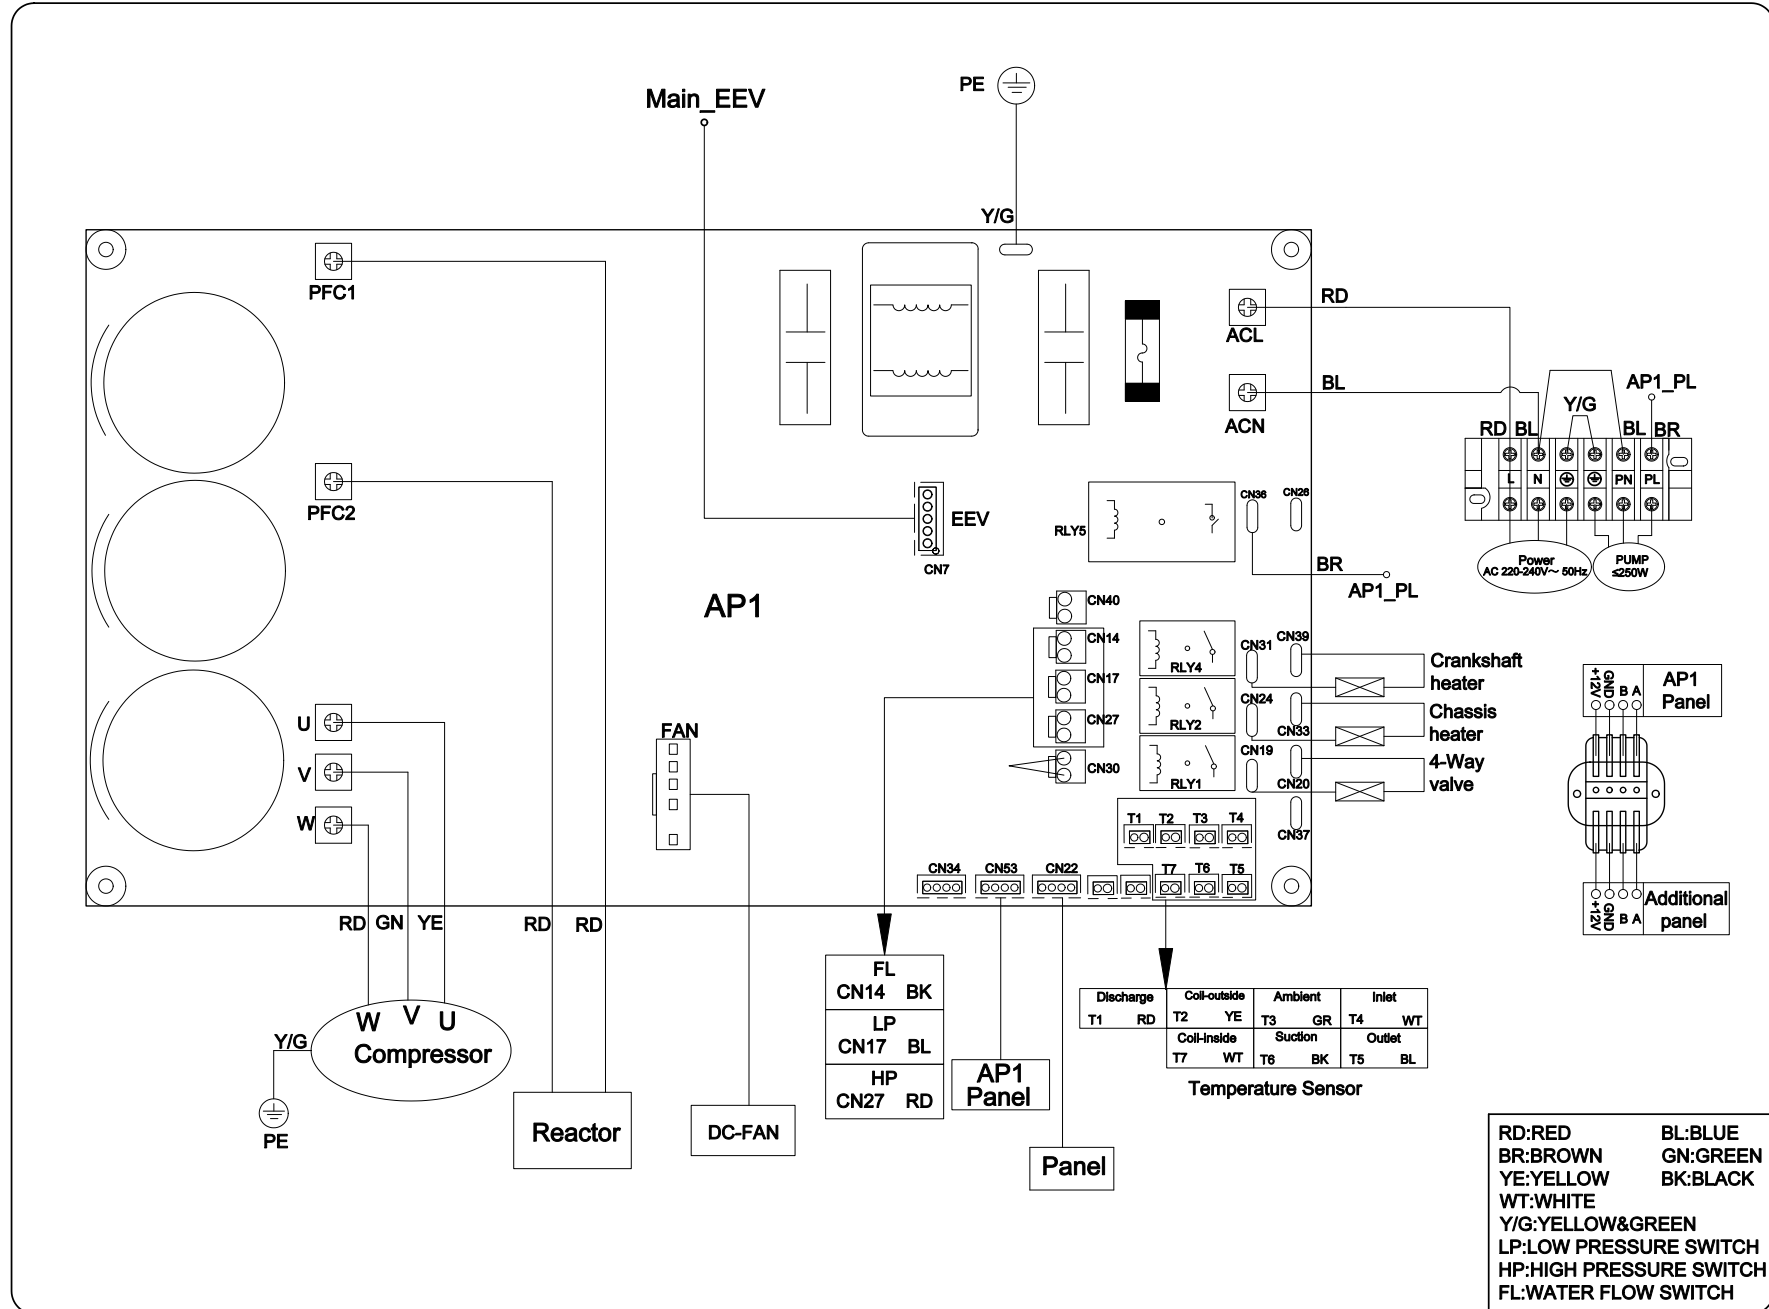 Main_EEV
PE
Y/G
PFC1
PFC2
ACL
RD
ACN
BL
Y/G
AP1_PL
RD BL BL BR
L N PN PL
Power
AC 220-240V～ 50Hz
PUMP
≤250W
EEV
CN7
RLY5
CN36
CN26
BR
AP1_PL
AP1
CN40
CN14
CN17
CN27
CN30
RLY4
RLY2
RLY1
CN31
CN39
CN24
CN33
CN19
CN20
CN37
Crankshaft
heater
Chassis
heater
4-Way
valve
U
V
W
FAN
T1 T2 T3 T4
T7 T6 T5
CN34 CN53 CN22
+12V GND B A
AP1
Panel
+12V GND B A
Additional
panel
RD GN YE RD RD
W V U
Compressor
Y/G
PE
Reactor
DC-FAN
FL
CN14 BK
LP
CN17 BL
HP
CN27 RD
AP1
Panel
Panel
Discharge Coil-outside Ambient Inlet
T1 RD T2 YE T3 GR T4 WT
Coil-Inside Suction Outlet
T7 WT T6 BK T5 BL
Temperature Sensor
RD:RED BL:BLUE
BR:BROWN GN:GREEN
YE:YELLOW BK:BLACK
WT:WHITE
Y/G:YELLOW&GREEN
LP:LOW PRESSURE SWITCH
HP:HIGH PRESSURE SWITCH
FL:WATER FLOW SWITCH